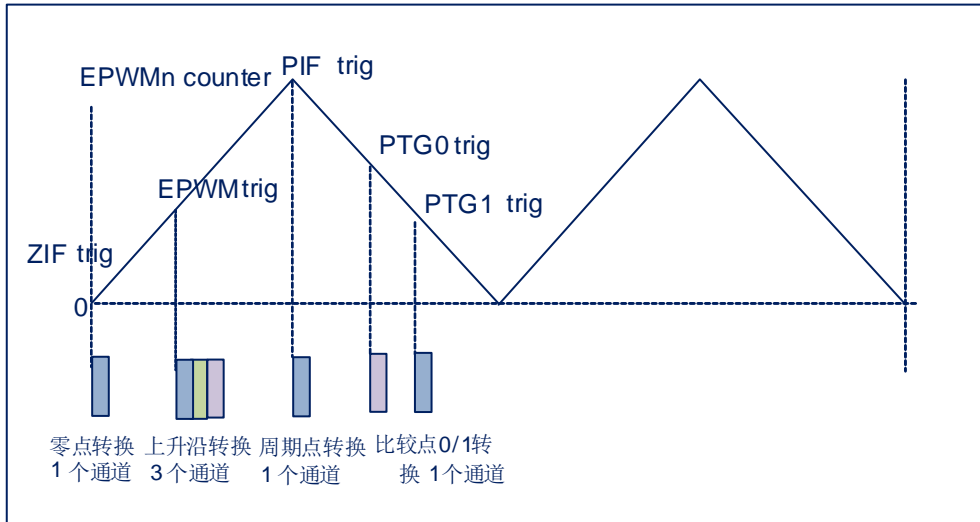 PIF trig
EPWMn counter
PTG0 trig
EPWM trig
PTG1 trig
ZIF trig
0
零点转换
1 个通道
上升沿转换
3 个通道
周期点转换
1 个通道
比较点0/1转
换 1个通道